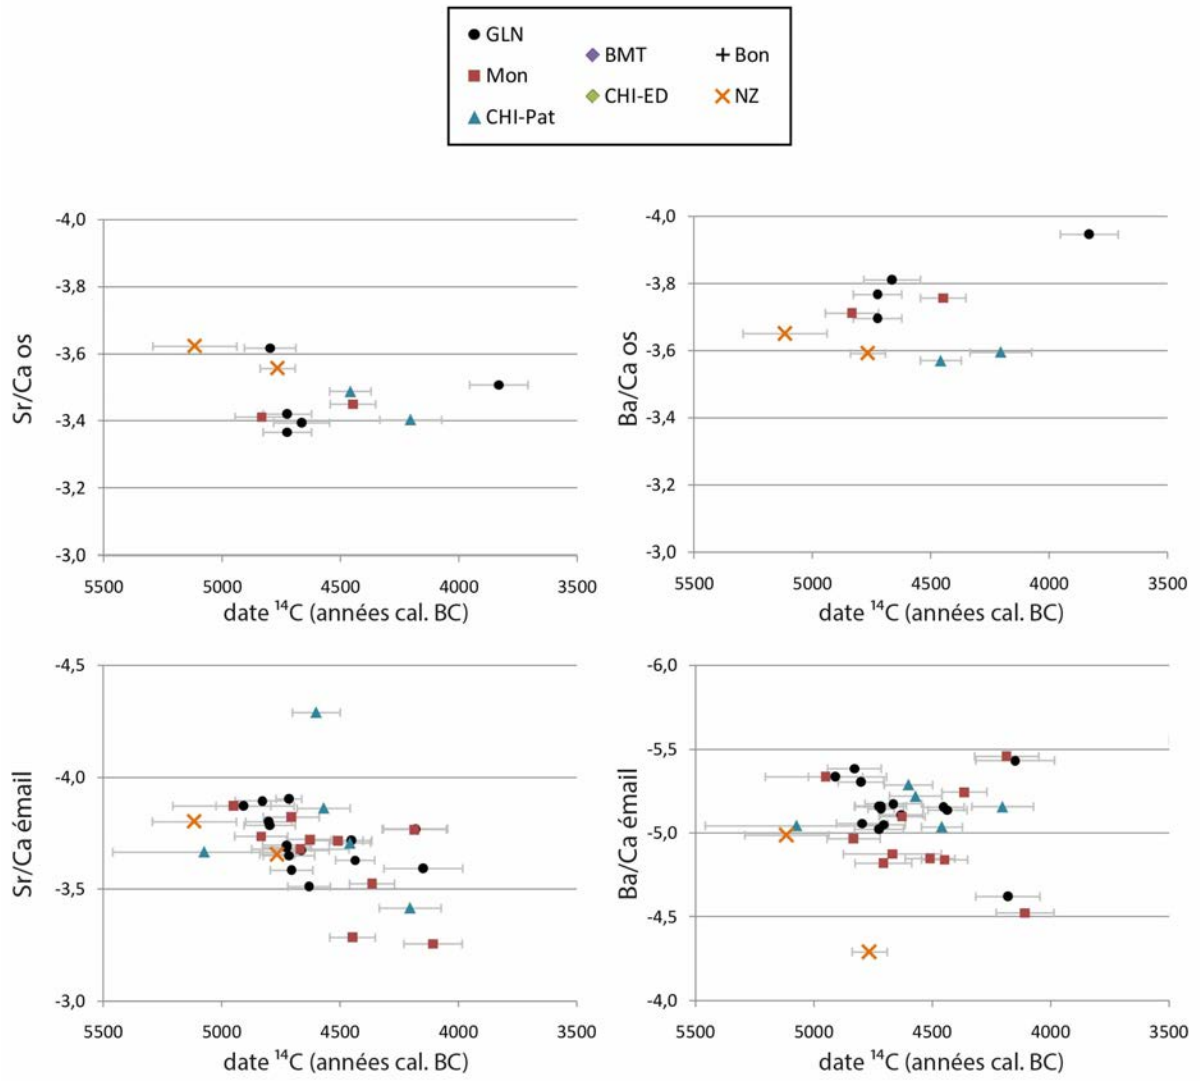 GLN
BMT
Bon
Mon
CHI-ED
NZ
CHI-Pat
-4,0
-3,8
-3,6
-3,4
-3,2
-3,0
Sr/Ca os
5500 5000 4500 4000 3500
date ¹⁴C (années cal. BC)
-4,0
-3,8
-3,6
-3,4
-3,2
-3,0
Ba/Ca os
5500 5000 4500 4000 3500
date ¹⁴C (années cal. BC)
-4,5
-4,0
-3,5
-3,0
Sr/Ca émail
5500 5000 4500 4000 3500
date ¹⁴C (années cal. BC)
-6,0
-5,5
-5,0
-4,5
-4,0
Ba/Ca émail
5500 5000 4500 4000 3500
date ¹⁴C (années cal. BC)